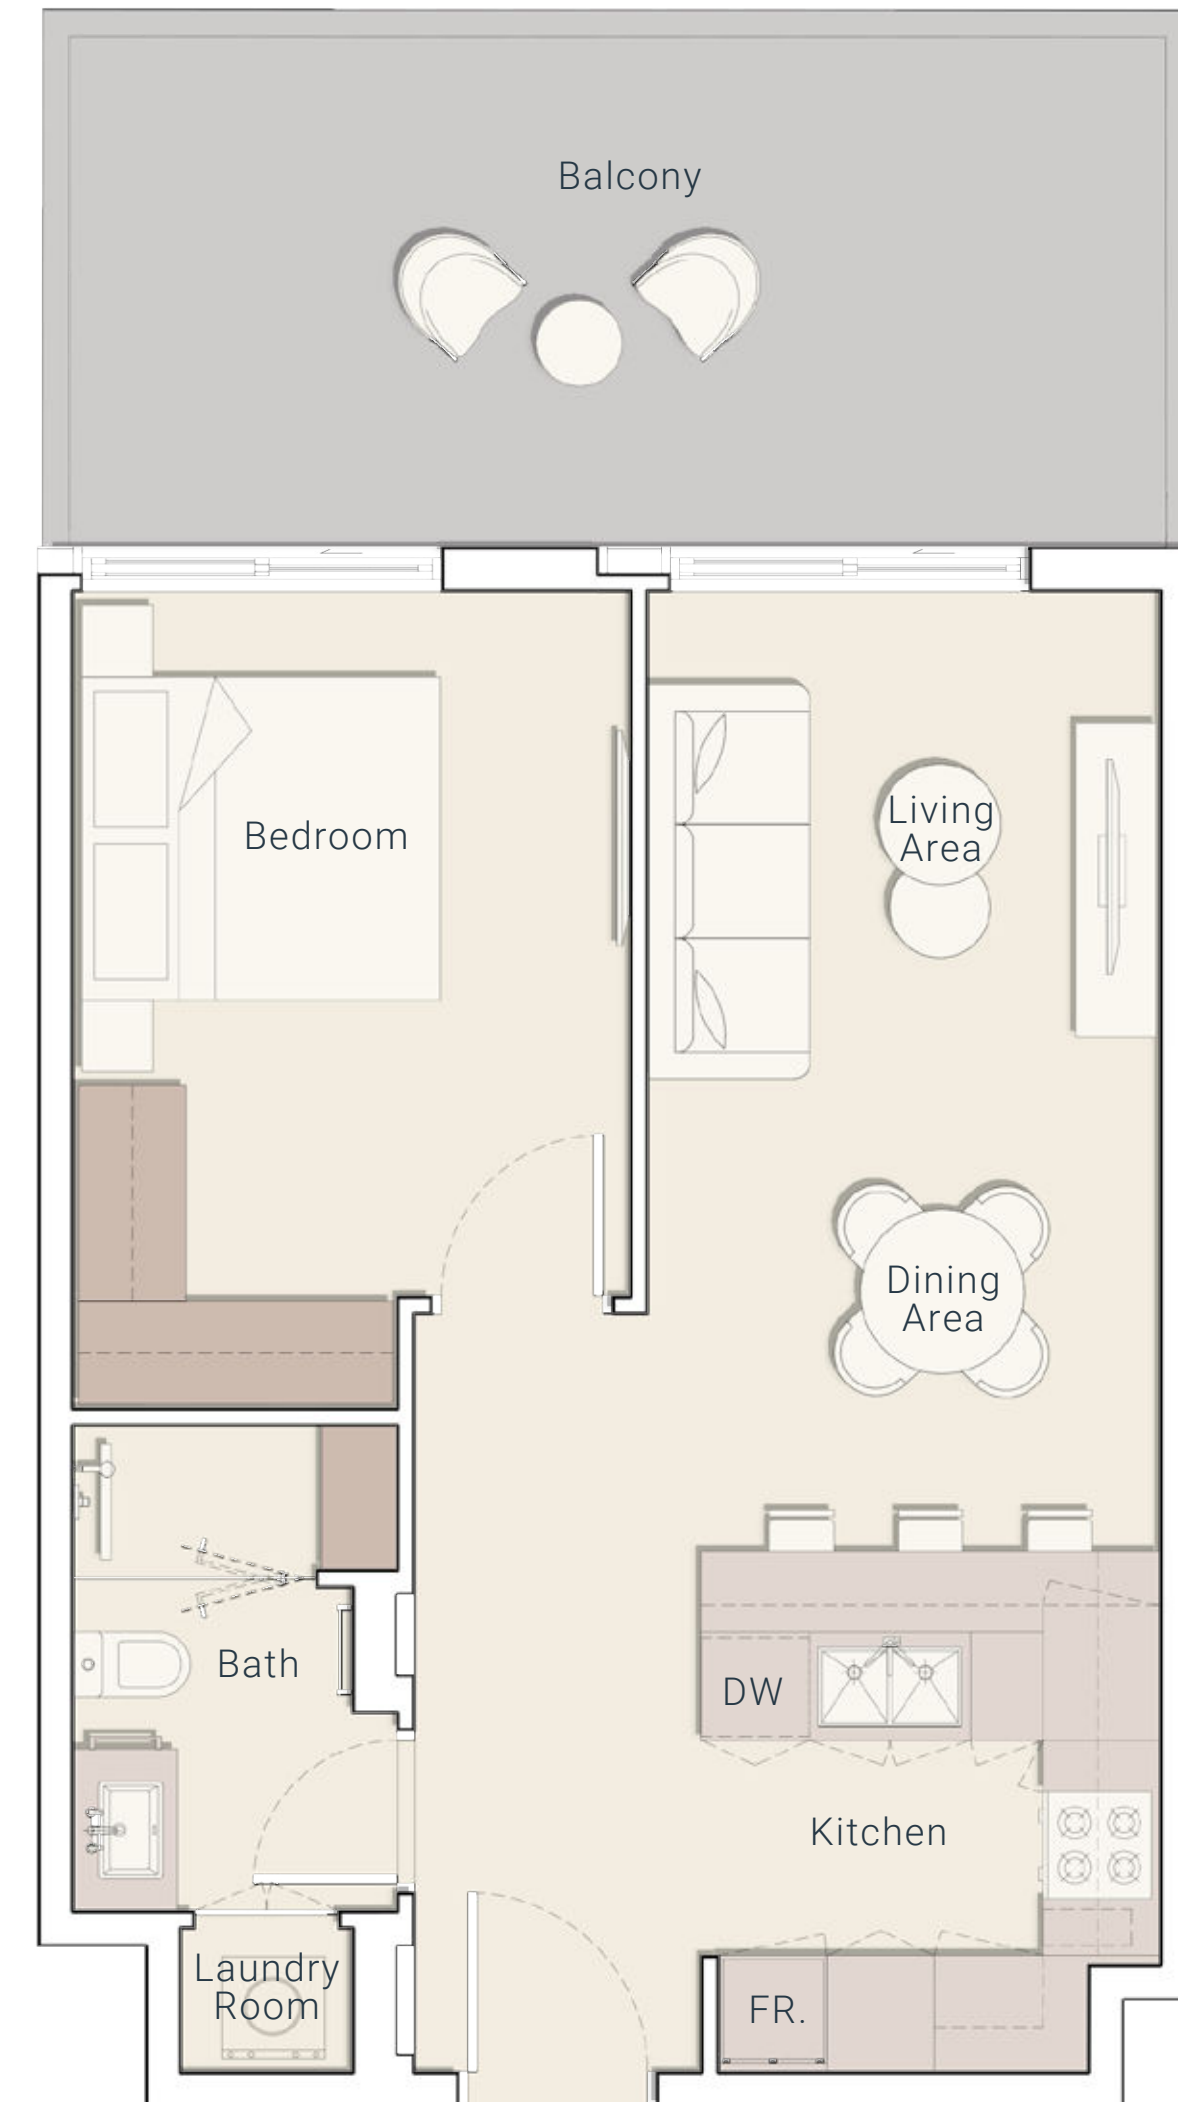 Balcony
Bedroom
Living
Area
Dining
Area
Bath
DW
Kitchen
Laundry
Room
FR.